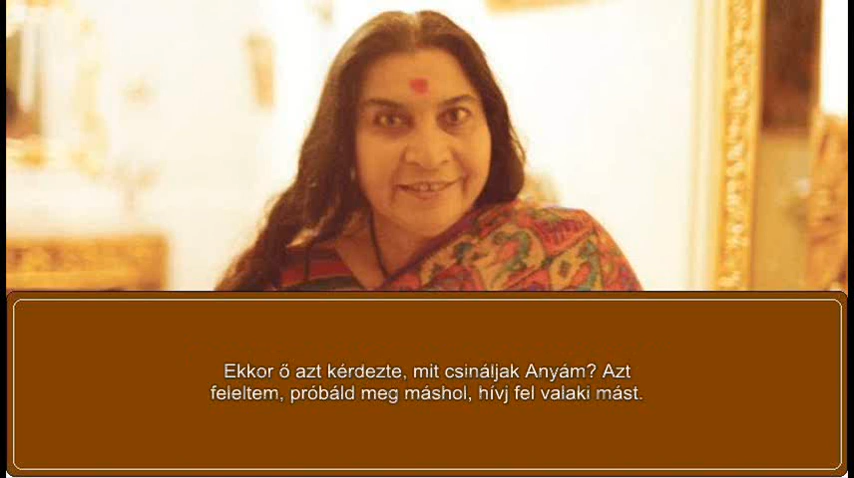 Ekkor ő azt kérdezte, mit csináljak Anyám? Azt
feleltem, próbáld meg máshol, hívj fel valaki mást.